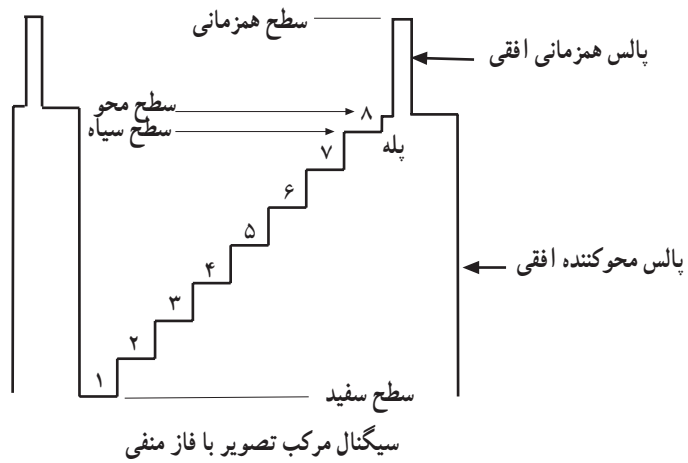 سطح همزمانی
پالس همزمانی افقی
سطح محو
سطح سیاه
۸
پله
۷
۶
۵
پالس محوکننده افقی
۴
۳
۲
۱
سطح سفید
سیگنال مرکب تصویر با فاز منفی